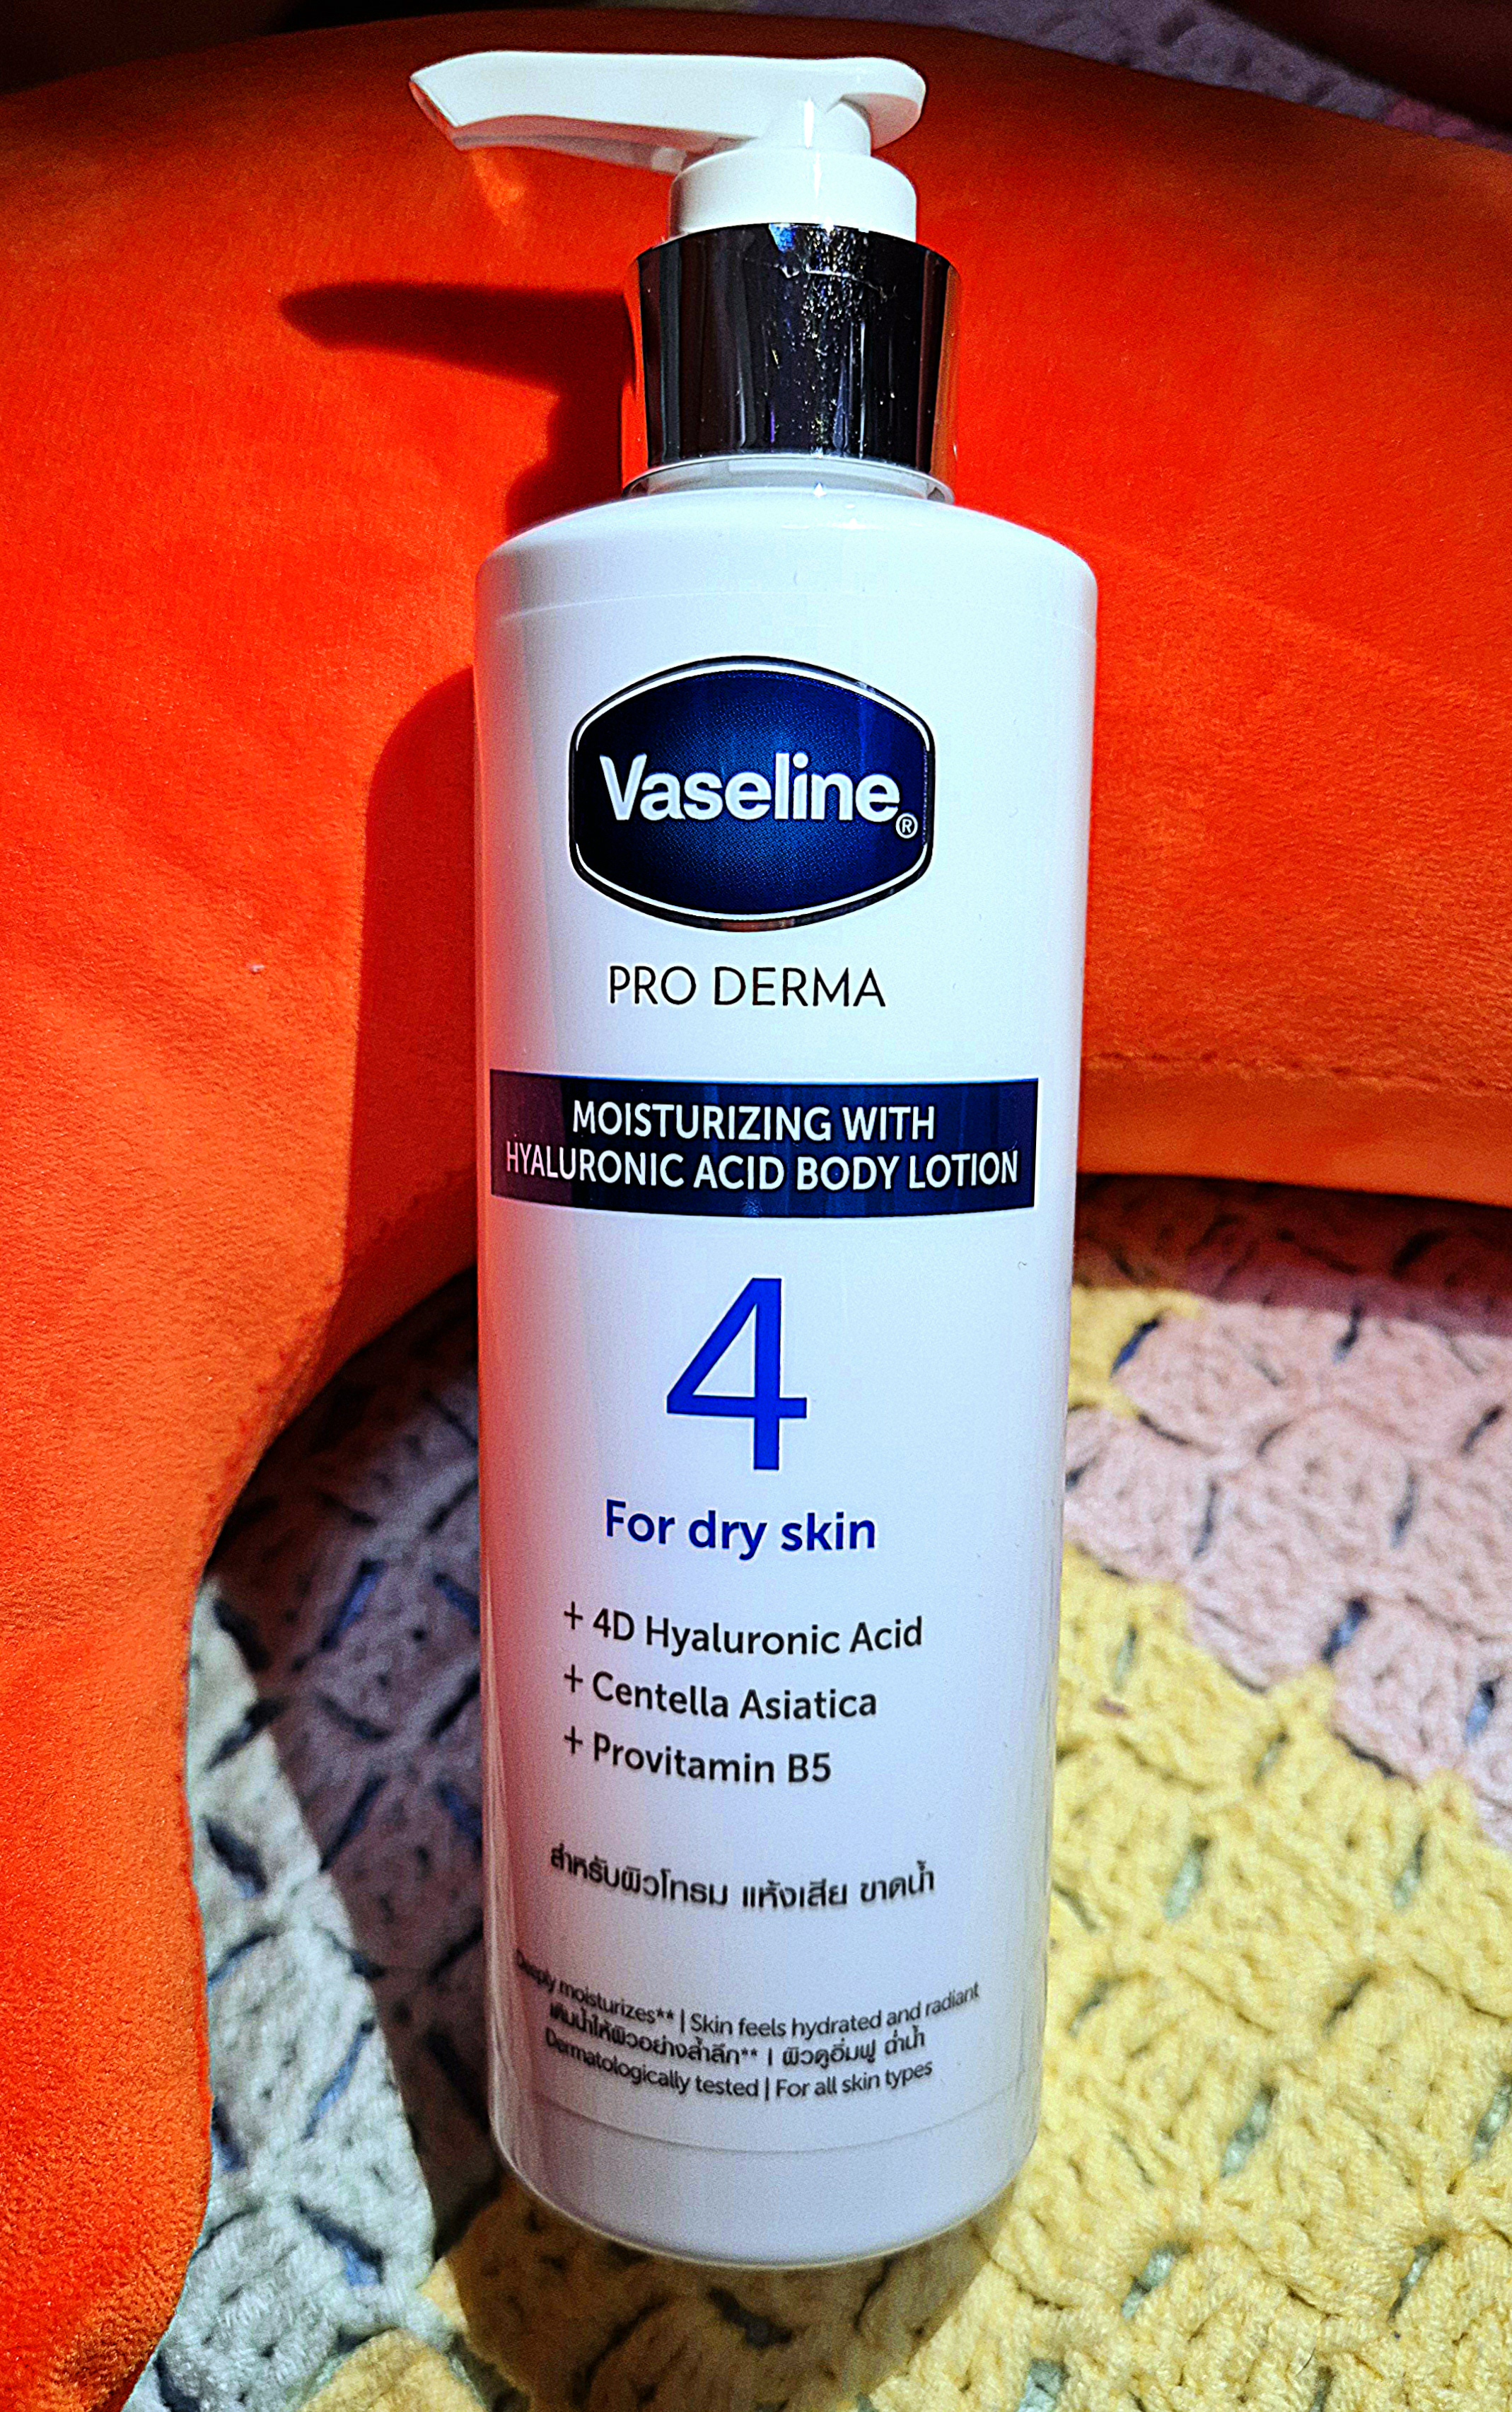 Vaseline®
PRO DERMA
MOISTURIZING WITH
HYALURONIC ACID BODY LOTION
4
For dry skin
+ 4D Hyaluronic Acid
+ Centella Asiatica
+ Provitamin B5
สำหรับผิวโทรม แห้งเสีย ขาดน้ำ
Deeply moisturizes** | Skin feels hydrated and radiant
เติมน้ำให้ผิวอย่างล้ำลึก** | ผิวดูอิ่มฟู ฉ่ำน้ำ
Dermatologically tested | For all skin types